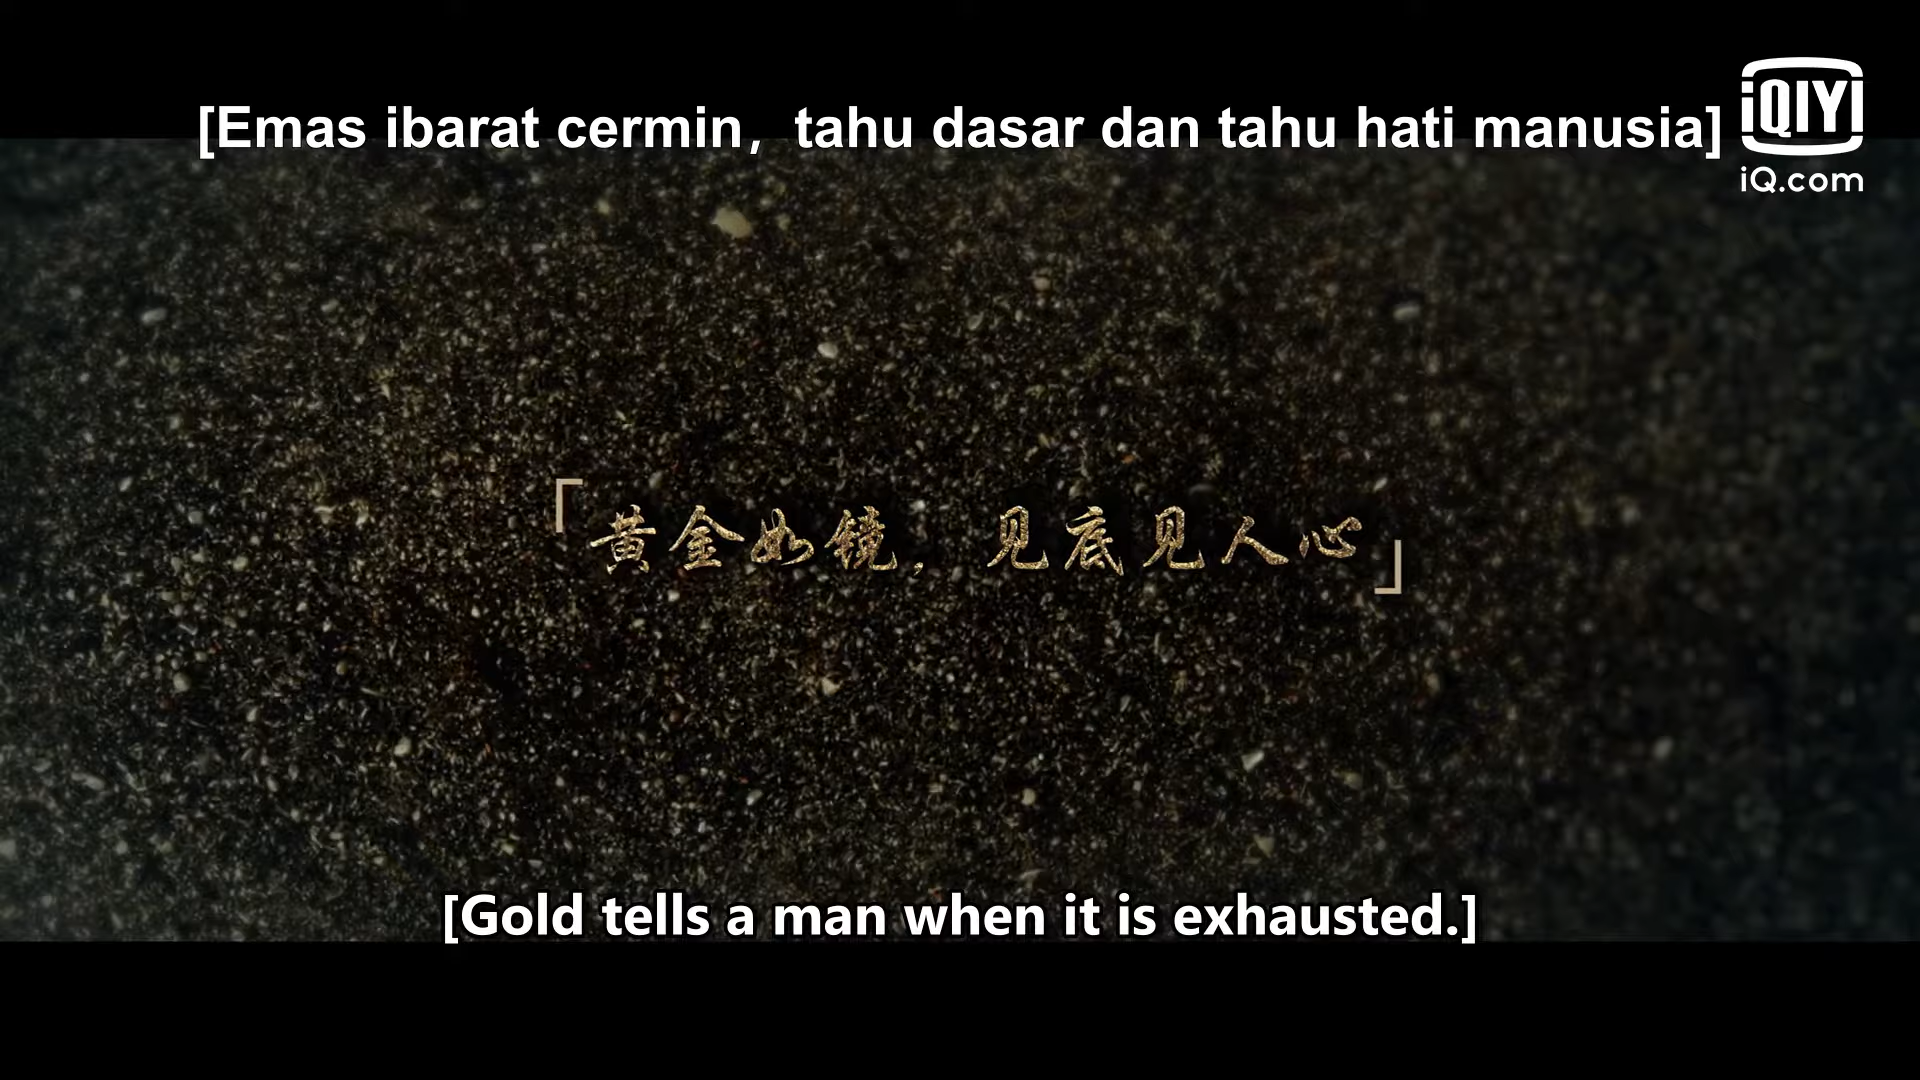 [Emas ibarat cermin，tahu dasar dan tahu hati manusia]
QIY
iQ.com
「黄金如镜，见底见人心」
[Gold tells a man when it is exhausted.]